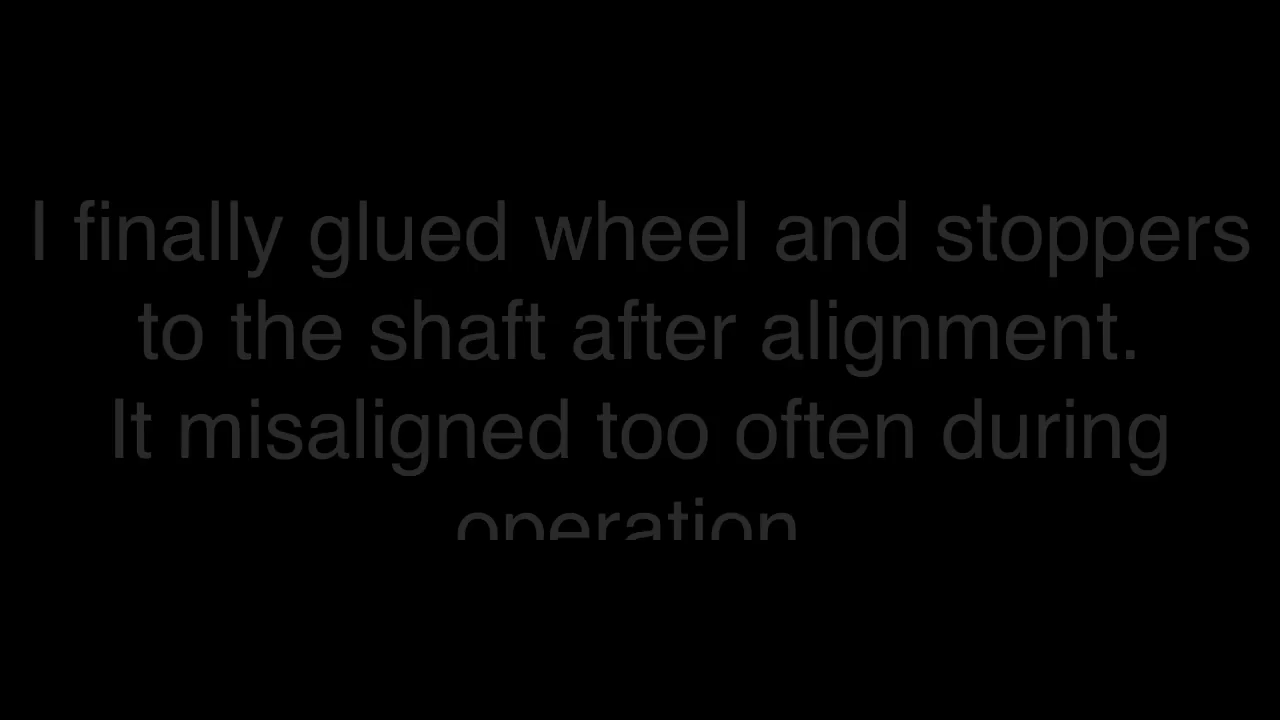 I finally glued wheel and stoppers
to the shaft after alignment.
It misaligned too often during
operation